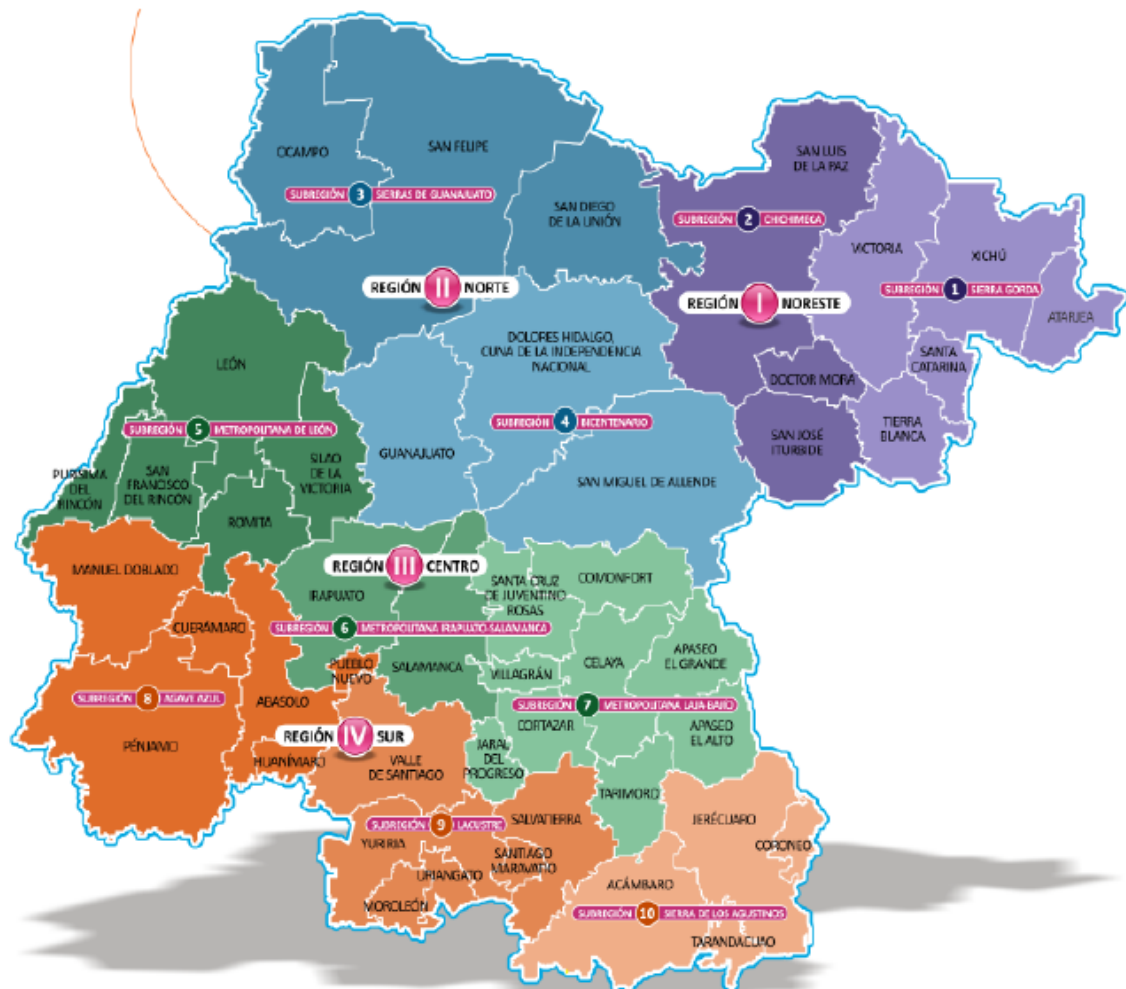 OCAMPO
SAN FELIPE
SAN LUIS
DE LA PAZ
SUBREGIÓN 3 SIERRAS DE GUANAJUATO
SAN DIEGO
DE LA UNIÓN
SUBREGIÓN 2 CHICHIMECA
VICTORIA
XICHÚ
REGIÓN II NORTE
REGIÓN I NORESTE
SUBREGIÓN 1 SIERRA GORDA
ATARJEA
DOLORES HIDALGO,
CUNA DE LA INDEPENDENCIA
NACIONAL
LEÓN
SANTA
CATARINA
DOCTOR MORA
SUBREGIÓN 5 METROPOLITANA DE LEÓN
SUBREGIÓN 4 BICENTENARIO
TIERRA
BLANCA
SAN JOSÉ
ITURBIDE
GUANAJUATO
SILAO
DE LA
VICTORIA
PURÍSIMA
DEL
RINCÓN
SAN
FRANCISCO
DEL RINCÓN
SAN MIGUEL DE ALLENDE
ROMITA
MANUEL DOBLADO
REGIÓN III CENTRO
IRAPUATO
SANTA CRUZ
DE JUVENTINO
ROSAS
COMONFORT
CUERÁMARO
SUBREGIÓN 6 METROPOLITANA IRAPUATO-SALAMANCA
PUEBLO
NUEVO
SALAMANCA
VILLAGRÁN
CELAYA
APASEO
EL GRANDE
SUBREGIÓN 8 AGAVE AZUL
ABASOLO
SUBREGIÓN 7 METROPOLITANA LAJA-BAJÍO
CORTAZAR
APASEO
EL ALTO
REGIÓN IV SUR
PÉNJAMO
HUANÍMARO
VALLE
DE SANTIAGO
JARAL
DEL
PROGRESO
TARIMORO
JERÉCUARO
SUBREGIÓN 9 LACUSTRE
SALVATIERRA
YURIRIA
CORONEO
SANTIAGO
MARAVATÍO
URIANGATO
MOROLEÓN
ACÁMBARO
SUBREGIÓN 10 SIERRA DE LOS AGUSTINOS
TARANDACUAO